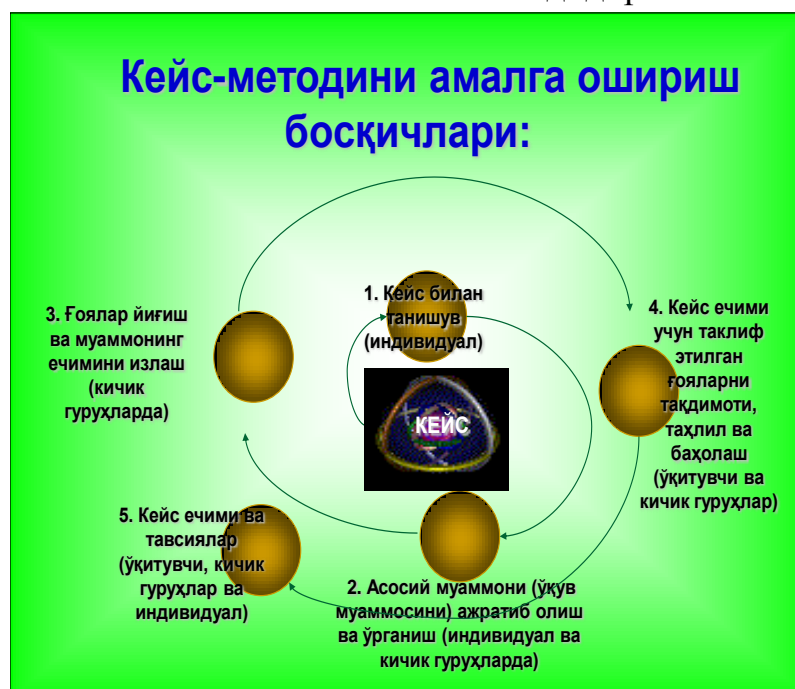 Кейс-методини амалга ошириш
босқичлари:
1. Кейс билан
танишув
(индивидуал)
КЕЙС
2. Асосий муаммони (ўқув
муаммосини) ажратиб олиш
ва ўрганиш (индивидуал ва
кичик гуруҳларда)
3. Ғоялар йиғиш
ва муаммонинг
ечимини излаш
(кичик
гуруҳларда)
4. Кейс ечими
учун таклиф
этилган
ғояларни
тақдимоти,
таҳлил ва
баҳолаш
(ўқитувчи ва
кичик гуруҳлар)
5. Кейс ечими ва
тавсиялар
(ўқитувчи, кичик
гуруҳлар ва
индивидуал)